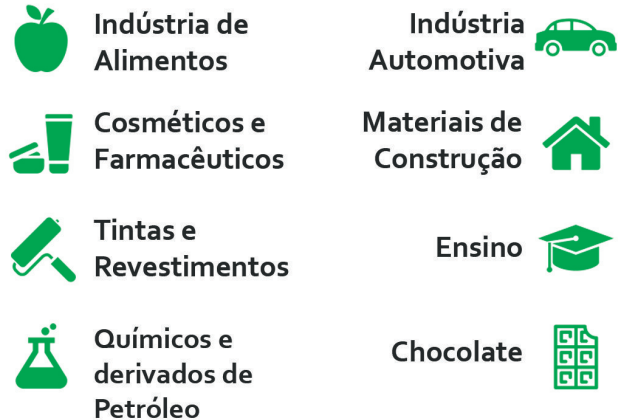 Indústria de
Alimentos
Cosméticos e
Farmacêuticos
Tintas e
Revestimentos
Químicos e
derivados de
Petróleo
Indústria
Automotiva
Materiais de
Construção
Ensino
Chocolate